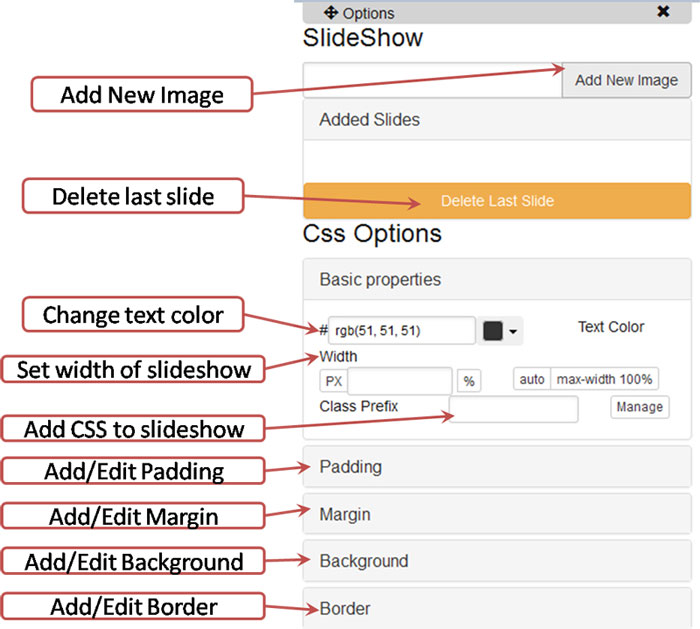 Options
SlideShow
Add New Image
Add New Image
Added Slides
Delete last slide
Delete Last Slide
Css Options
Basic properties
Change text color
# rgb(51, 51, 51)
Text Color
Set width of slideshow
Width
PX
%
auto
max-width 100%
Add CSS to slideshow
Class Prefix
Manage
Add/Edit Padding
Padding
Add/Edit Margin
Margin
Add/Edit Background
Background
Add/Edit Border
Border